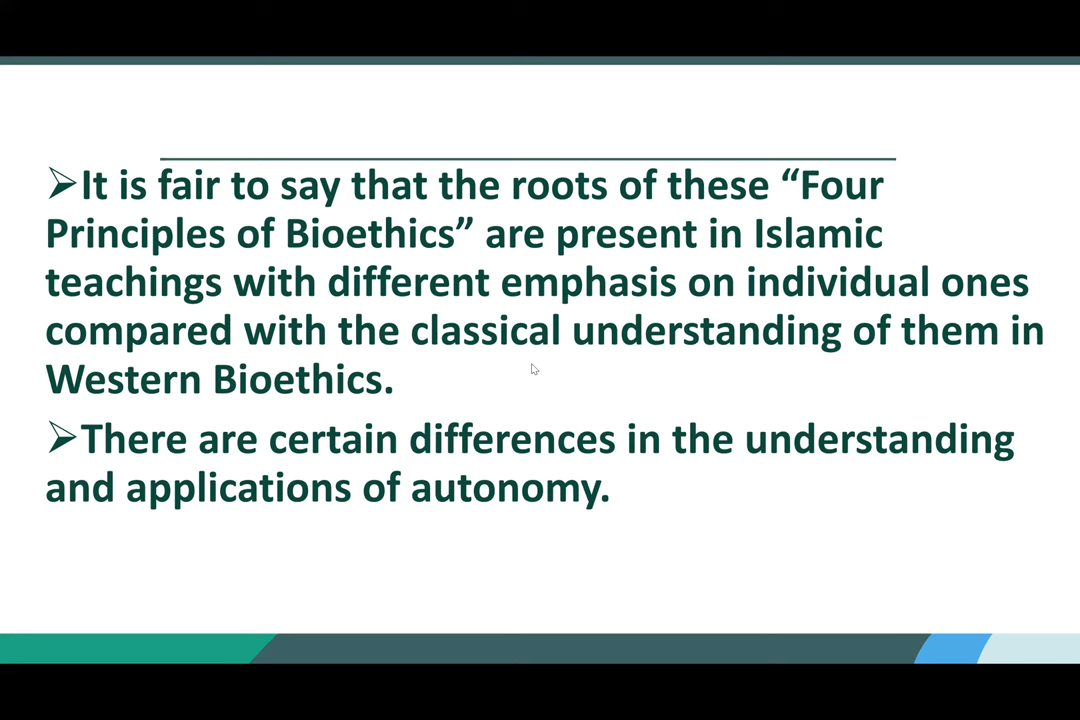 ➢It is fair to say that the roots of these “Four
Principles of Bioethics” are present in Islamic
teachings with different emphasis on individual ones
compared with the classical understanding of them in
Western Bioethics.
➢There are certain differences in the understanding
and applications of autonomy.